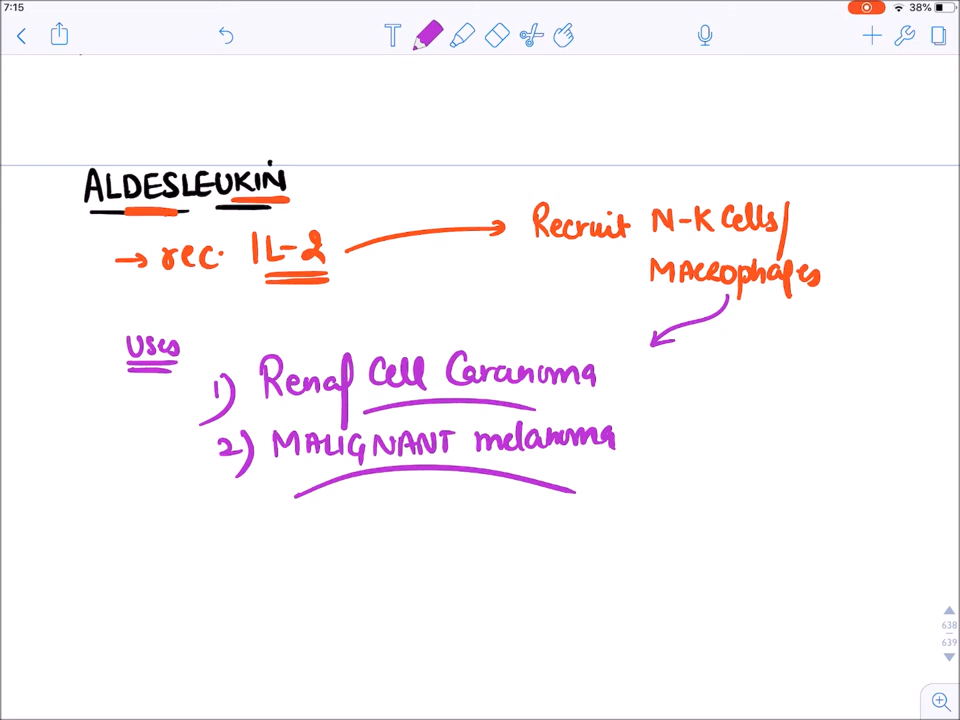 7:15
38%
T
ALDESLEUKIN
→ rec. IL-2 → Recruit N-K Cells/
MACrophages
Uses
1) Renal Cell Carcinoma
2) MALIGNANT melanoma
638
639